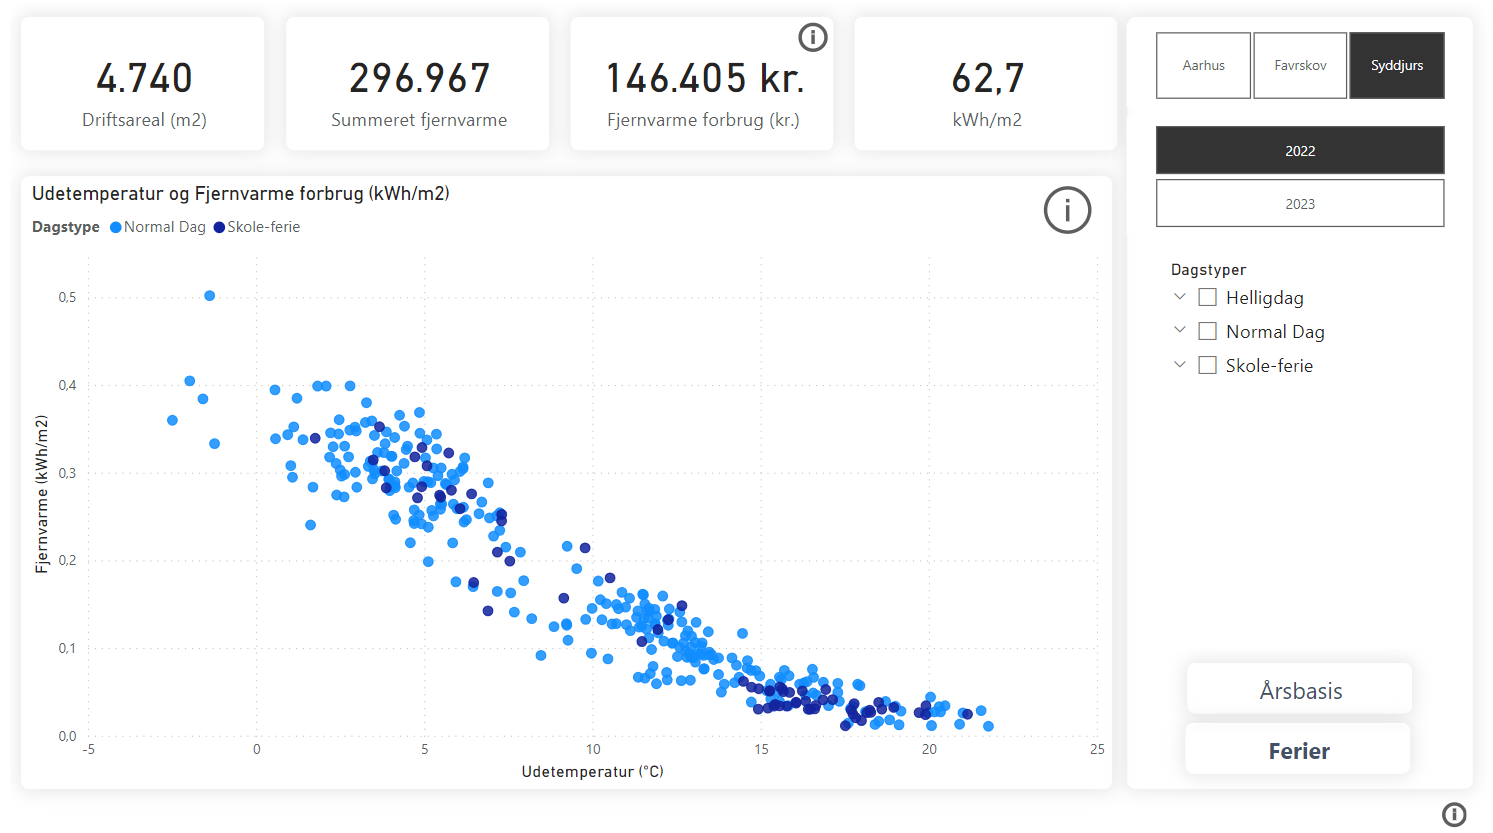 4.740
Driftsareal (m2)
296.967
Summeret fjernvarme
146.405 kr.
Fjernvarme forbrug (kr.)
62,7
kWh/m2
Aarhus
Favrskov
Syddjurs
2022
2023
Dagstyper
Helligdag
Normal Dag
Skole-ferie
Årsbasis
Ferier
Udetemperatur og Fjernvarme forbrug (kWh/m2)
Dagstype Normal Dag Skole-ferie
Fjernvarme (kWh/m2)
0,5
0,4
0,3
0,2
0,1
0,0
-5 0 5 10 15 20 25
Udetemperatur (°C)